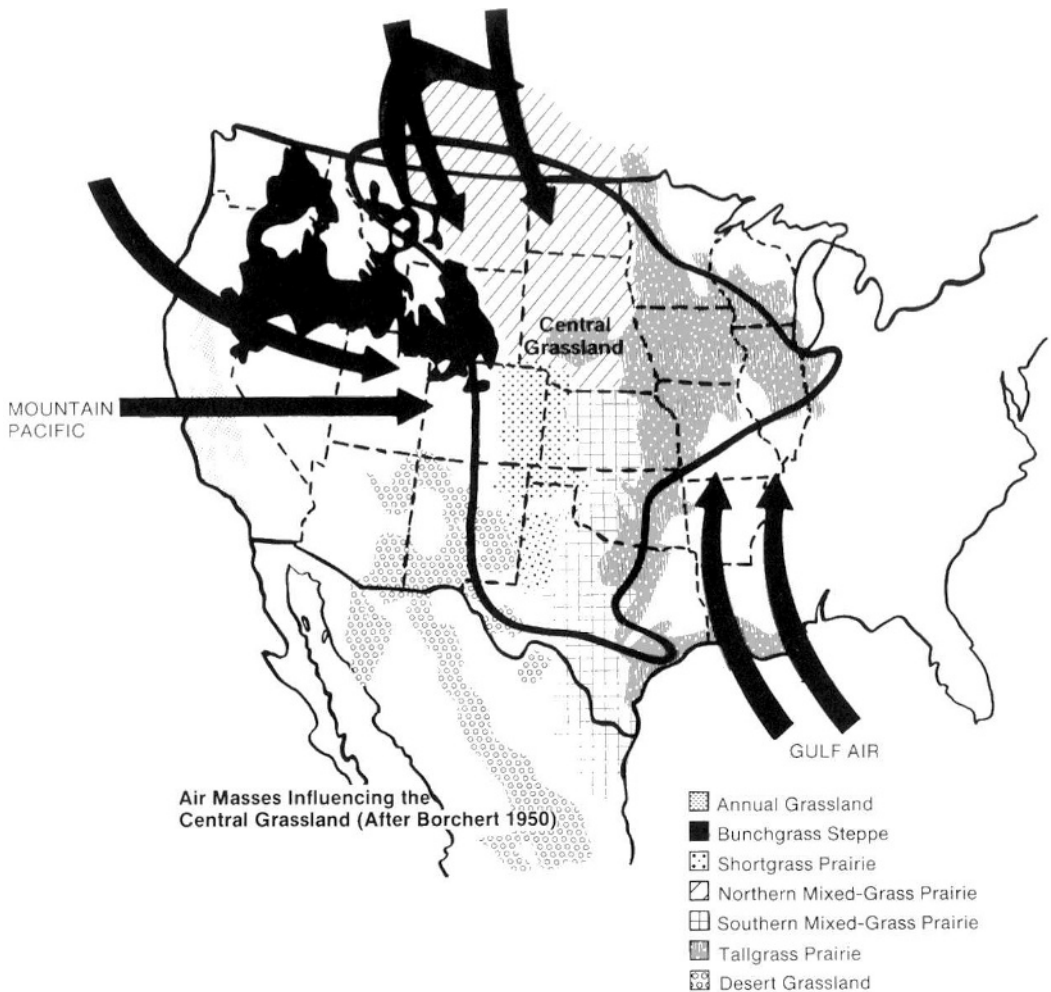 Central
Grassland
MOUNTAIN
PACIFIC
GULF AIR
Air Masses Influencing the
Central Grassland (After Borchert 1950)
Annual Grassland
Bunchgrass Steppe
Shortgrass Prairie
Northern Mixed-Grass Prairie
Southern Mixed-Grass Prairie
Tallgrass Prairie
Desert Grassland